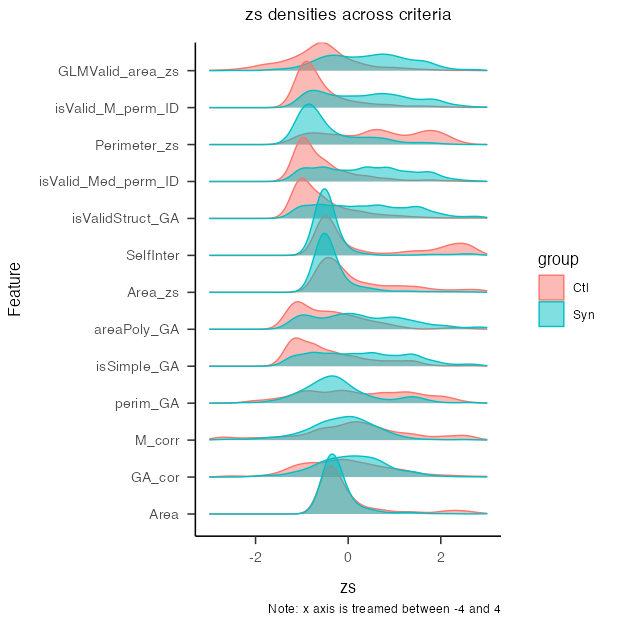 zs densities across criteria
GLMValid_area_zs
isValid_M_perm_ID
Perimeter_zs
isValid_Med_perm_ID
isValidStruct_GA
SelfInter
Area_zs
areaPoly_GA
isSimple_GA
perim_GA
M_corr
GA_cor
Area
Feature
-2 0 2
zs
Note: x axis is treamed between -4 and 4
group
Ctl
Syn